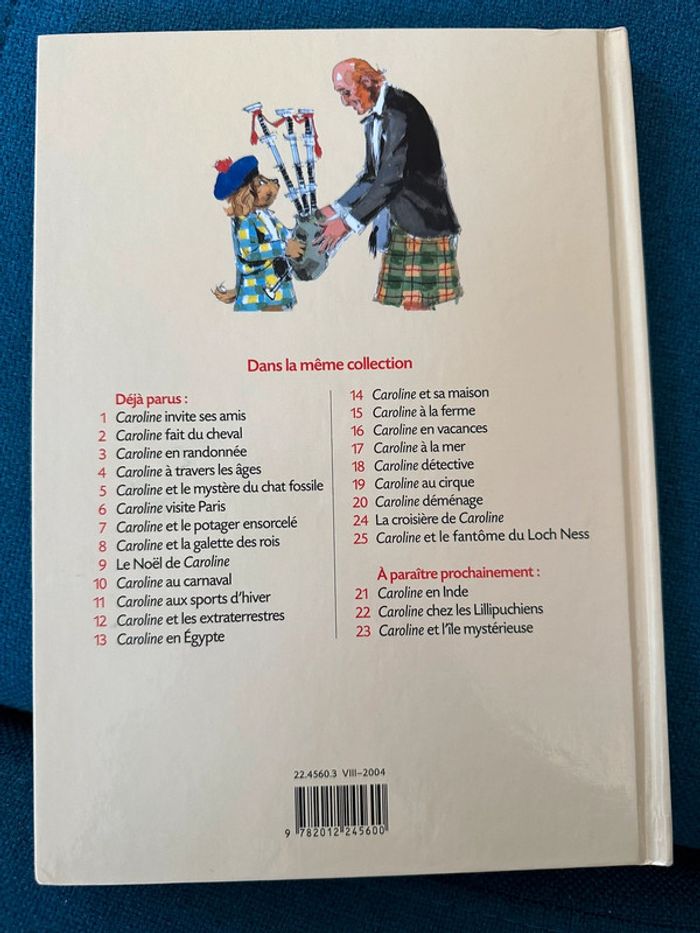 Dans la même collection
Déjà parus :
1 Caroline invite ses amis
2 Caroline fait du cheval
3 Caroline en randonnée
4 Caroline à travers les âges
5 Caroline et le mystère du chat fossile
6 Caroline visite Paris
7 Caroline et le potager ensorcelé
8 Caroline et la galette des rois
9 Le Noël de Caroline
10 Caroline au carnaval
11 Caroline aux sports d'hiver
12 Caroline et les extraterrestres
13 Caroline en Égypte
14 Caroline et sa maison
15 Caroline à la ferme
16 Caroline en vacances
17 Caroline à la mer
18 Caroline détective
19 Caroline au cirque
20 Caroline déménage
24 La croisière de Caroline
25 Caroline et le fantôme du Loch Ness
À paraître prochainement :
21 Caroline en Inde
22 Caroline chez les Lillipuchiens
23 Caroline et l'île mystérieuse
22.4560.3 VIII-2004
9 782012 245600